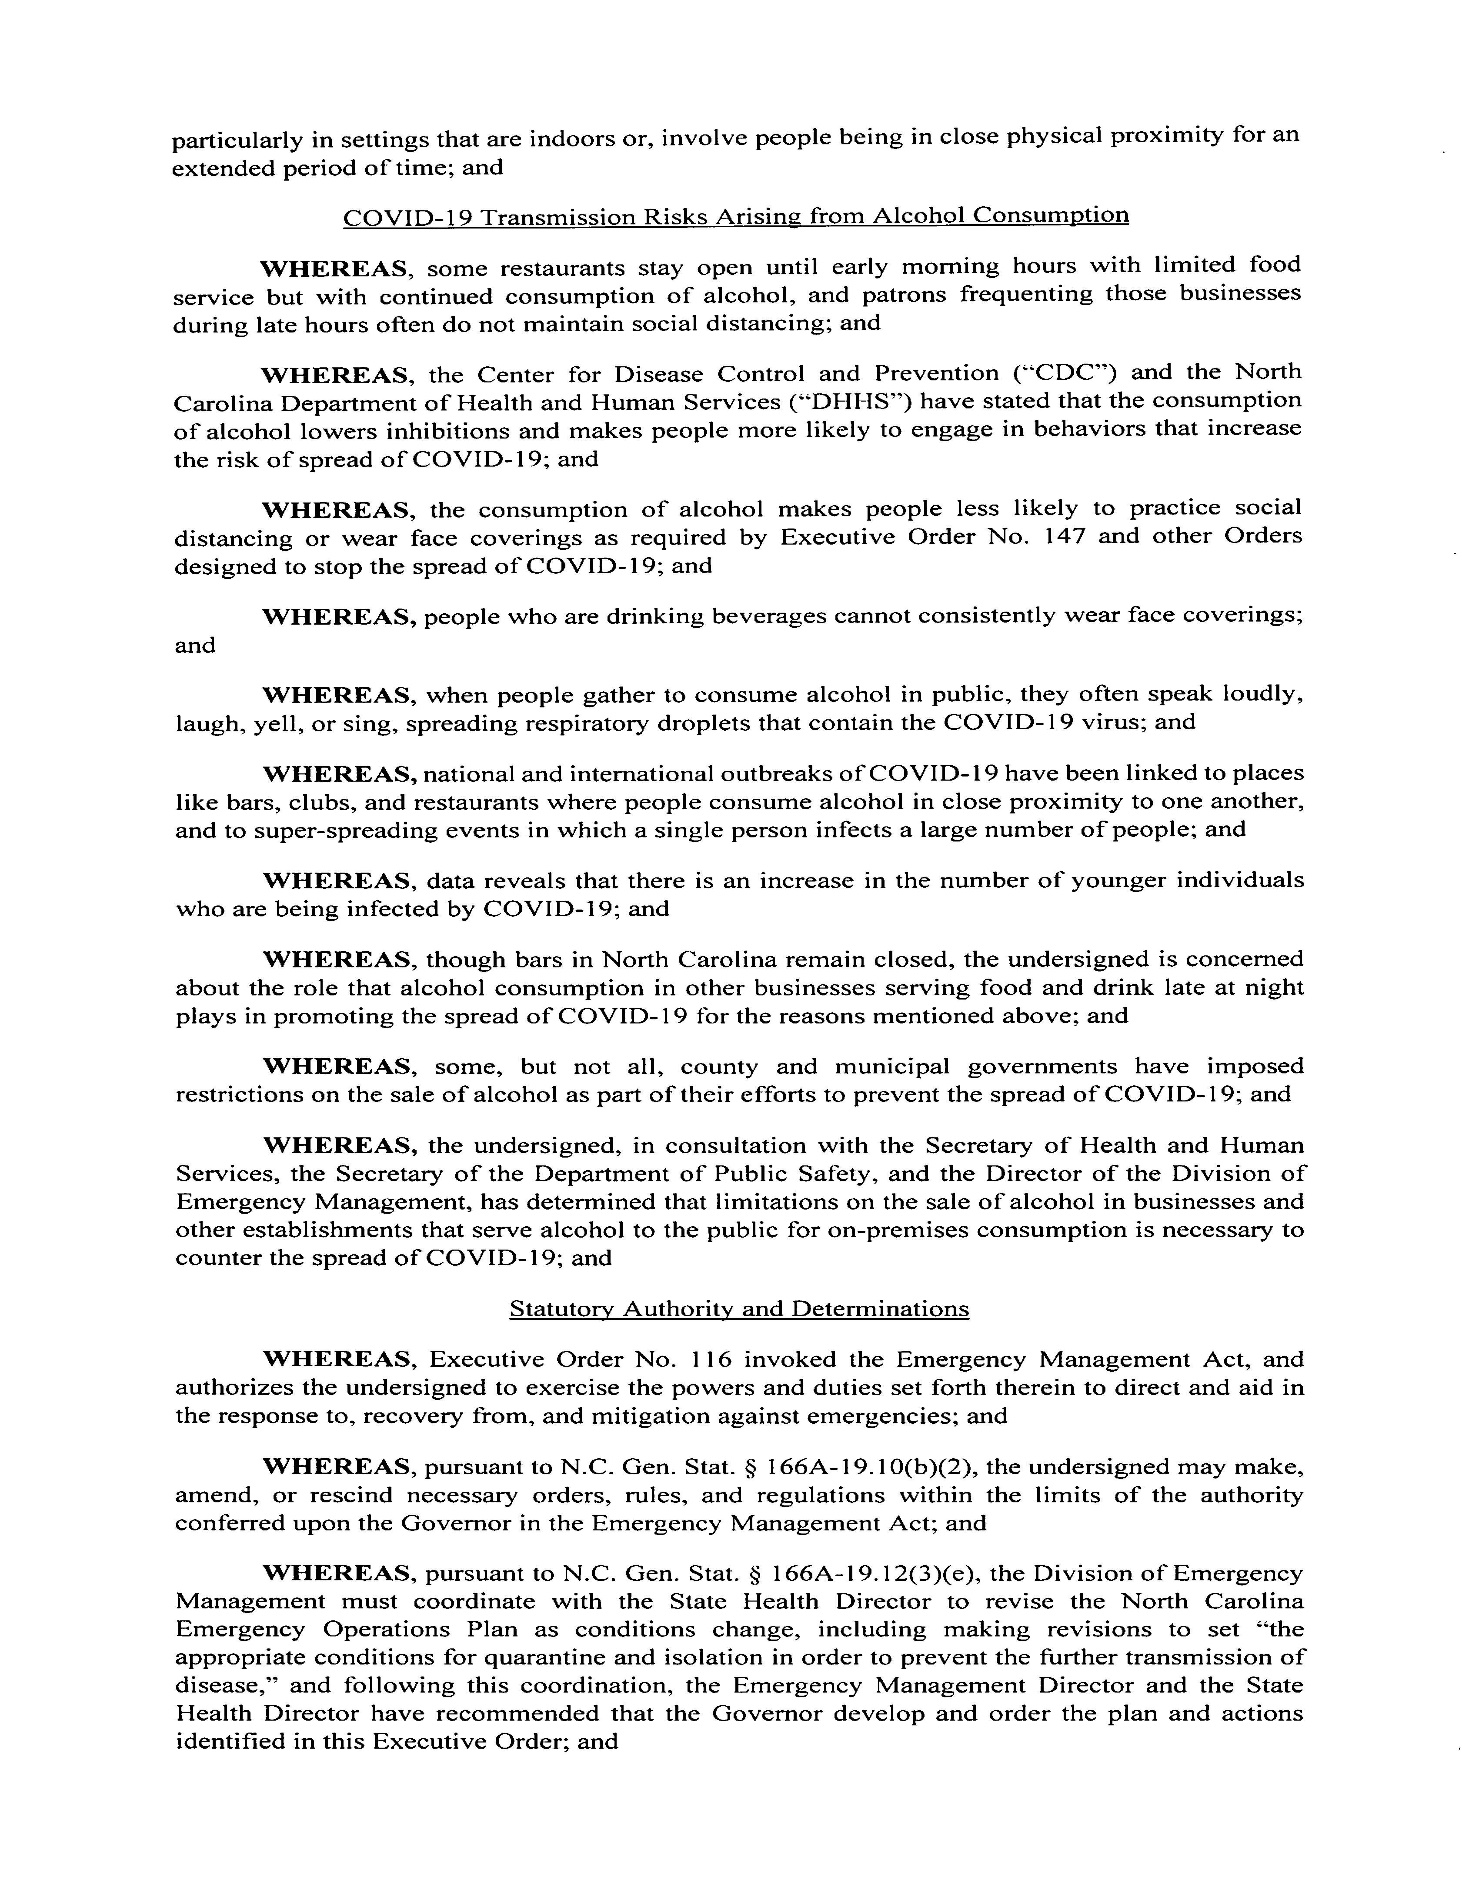 particularly in settings that are indoors or, involve people being in close physical proximity for an
extended period of time; and
COVID-19 Transmission Risks Arising from Alcohol Consumption
WHEREAS, some restaurants stay open until early morning hours with limited food
service but with continued consumption of alcohol, and patrons frequenting those businesses
during late hours often do not maintain social distancing; and
WHEREAS, the Center for Disease Control and Prevention (“CDC”) and the North
Carolina Department of Health and Human Services (“DHHS”) have stated that the consumption
of alcohol lowers inhibitions and makes people more likely to engage in behaviors that increase
the risk of spread of COVID-19; and
WHEREAS, the consumption of alcohol makes people less likely to practice social
distancing or wear face coverings as required by Executive Order No. 147 and other Orders
designed to stop the spread of COVID-19; and
WHEREAS, people who are drinking beverages cannot consistently wear face coverings;
and
WHEREAS, when people gather to consume alcohol in public, they often speak loudly,
laugh, yell, or sing, spreading respiratory droplets that contain the COVID-19 virus; and
WHEREAS, national and international outbreaks of COVID-19 have been linked to places
like bars, clubs, and restaurants where people consume alcohol in close proximity to one another,
and to super-spreading events in which a single person infects a large number of people; and
WHEREAS, data reveals that there is an increase in the number of younger individuals
who are being infected by COVID-19; and
WHEREAS, though bars in North Carolina remain closed, the undersigned is concerned
about the role that alcohol consumption in other businesses serving food and drink late at night
plays in promoting the spread of COVID-19 for the reasons mentioned above; and
WHEREAS, some, but not all, county and municipal governments have imposed
restrictions on the sale of alcohol as part of their efforts to prevent the spread of COVID-19; and
WHEREAS, the undersigned, in consultation with the Secretary of Health and Human
Services, the Secretary of the Department of Public Safety, and the Director of the Division of
Emergency Management, has determined that limitations on the sale of alcohol in businesses and
other establishments that serve alcohol to the public for on-premises consumption is necessary to
counter the spread of COVID-19; and
Statutory Authority and Determinations
WHEREAS, Executive Order No. 116 invoked the Emergency Management Act, and
authorizes the undersigned to exercise the powers and duties set forth therein to direct and aid in
the response to, recovery from, and mitigation against emergencies; and
WHEREAS, pursuant to N.C. Gen. Stat. § 166A-19.10(b)(2), the undersigned may make,
amend, or rescind necessary orders, rules, and regulations within the limits of the authority
conferred upon the Governor in the Emergency Management Act; and
WHEREAS, pursuant to N.C. Gen. Stat. § 166A-19.12(3)(e), the Division of Emergency
Management must coordinate with the State Health Director to revise the North Carolina
Emergency Operations Plan as conditions change, including making revisions to set “the
appropriate conditions for quarantine and isolation in order to prevent the further transmission of
disease,” and following this coordination, the Emergency Management Director and the State
Health Director have recommended that the Governor develop and order the plan and actions
identified in this Executive Order; and